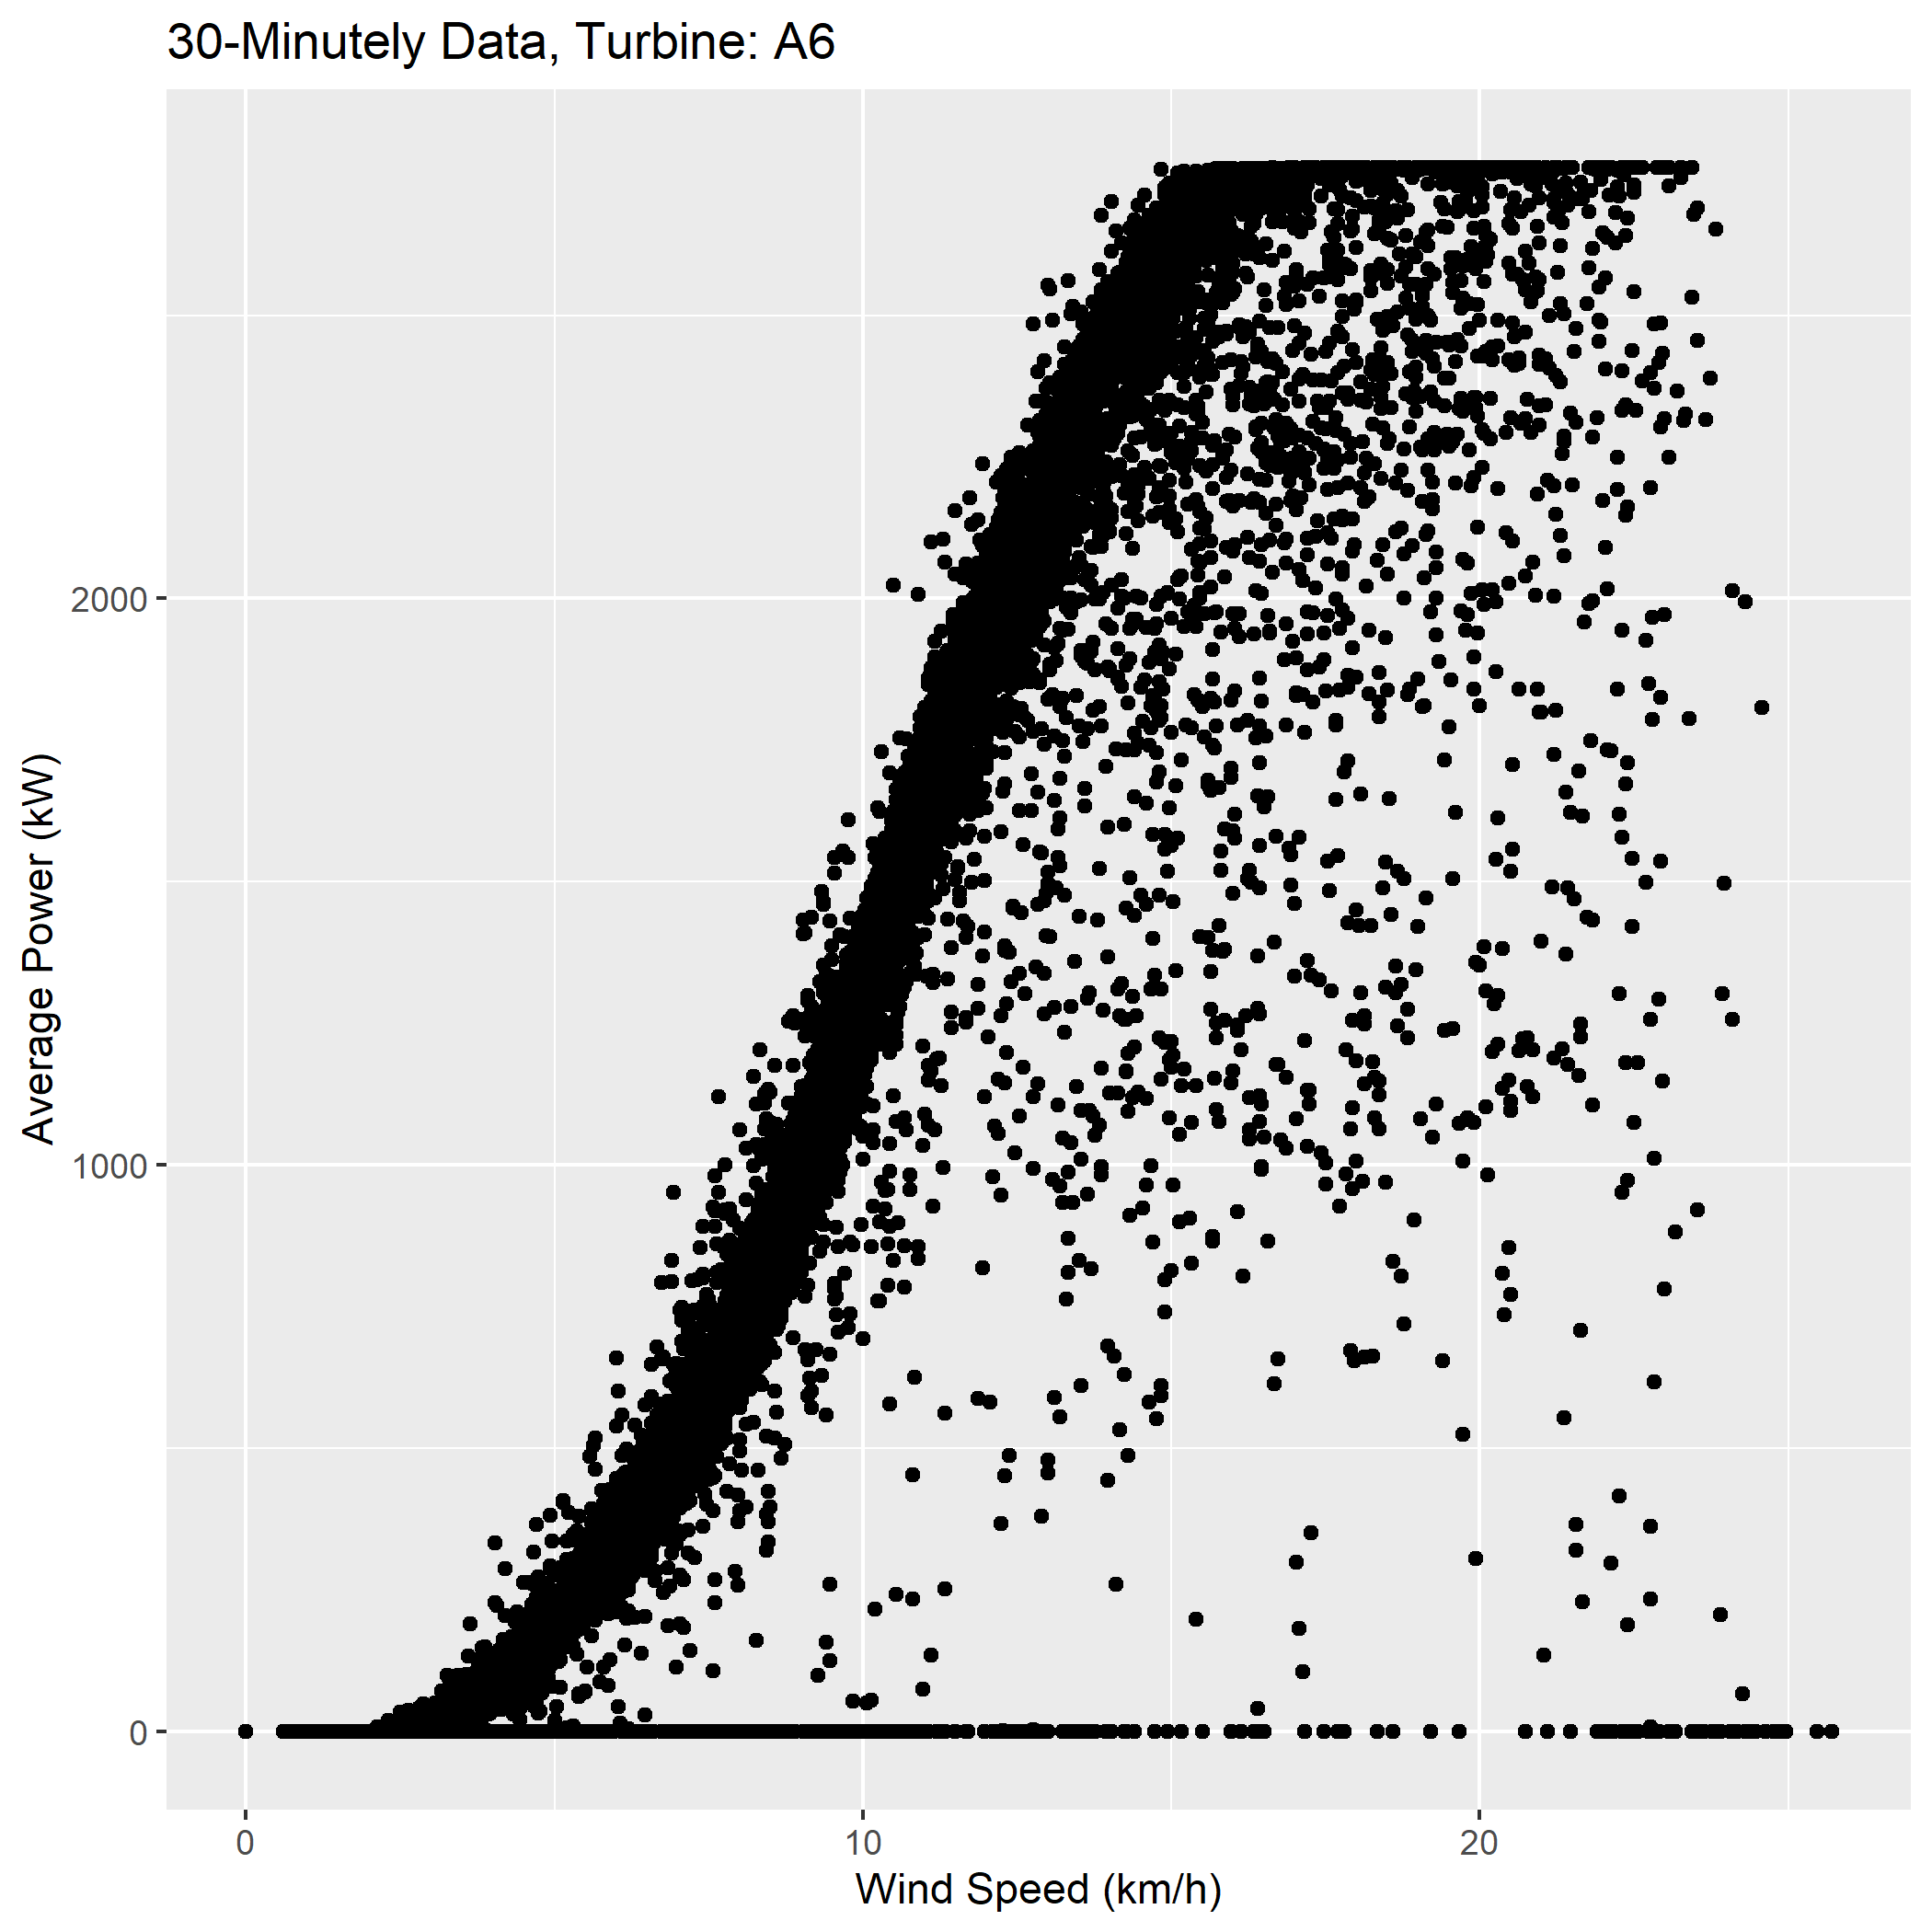 30-Minutely Data, Turbine: A6
Average Power (kW)
2000
1000
0
0 10 20
Wind Speed (km/h)